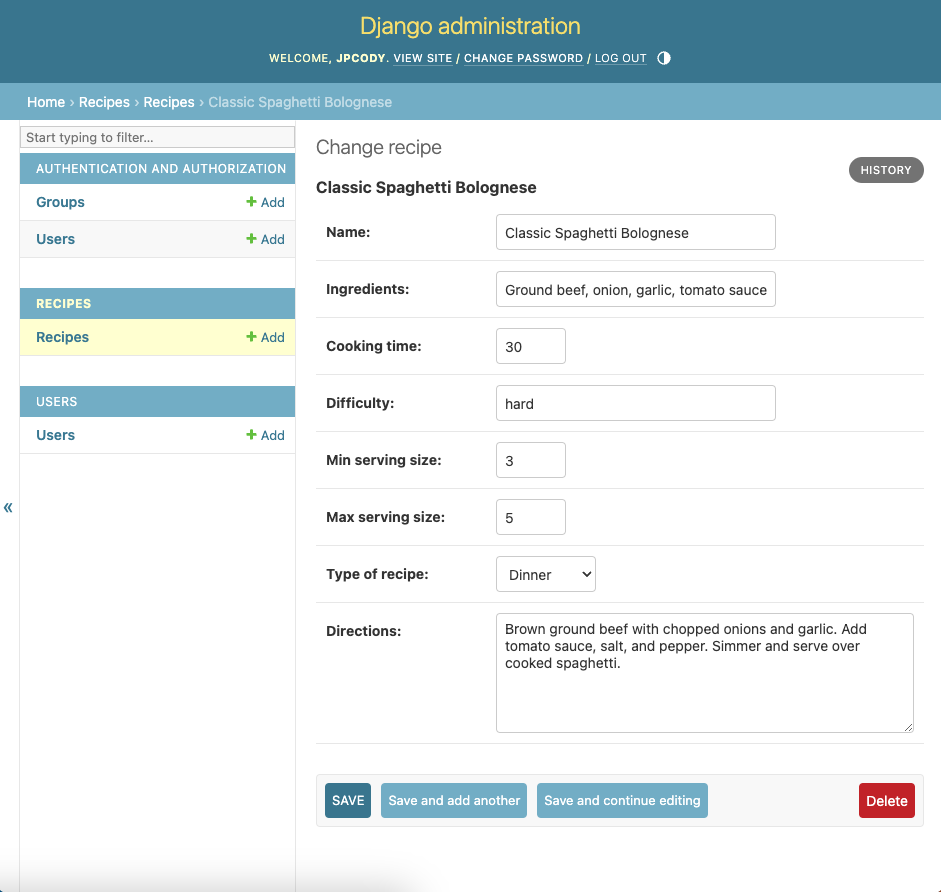 Django administration
WELCOME, JPCODY. VIEW SITE / CHANGE PASSWORD / LOG OUT
Home › Recipes › Recipes › Classic Spaghetti Bolognese
Start typing to filter...
AUTHENTICATION AND AUTHORIZATION
Groups + Add
Users + Add
RECIPES
Recipes + Add
USERS
Users + Add
«
Change recipe
HISTORY
Classic Spaghetti Bolognese
Name: Classic Spaghetti Bolognese
Ingredients: Ground beef, onion, garlic, tomato sauce
Cooking time: 30
Difficulty: hard
Min serving size: 3
Max serving size: 5
Type of recipe: Dinner
Directions: Brown ground beef with chopped onions and garlic. Add
tomato sauce, salt, and pepper. Simmer and serve over
cooked spaghetti.
SAVE Save and add another Save and continue editing Delete